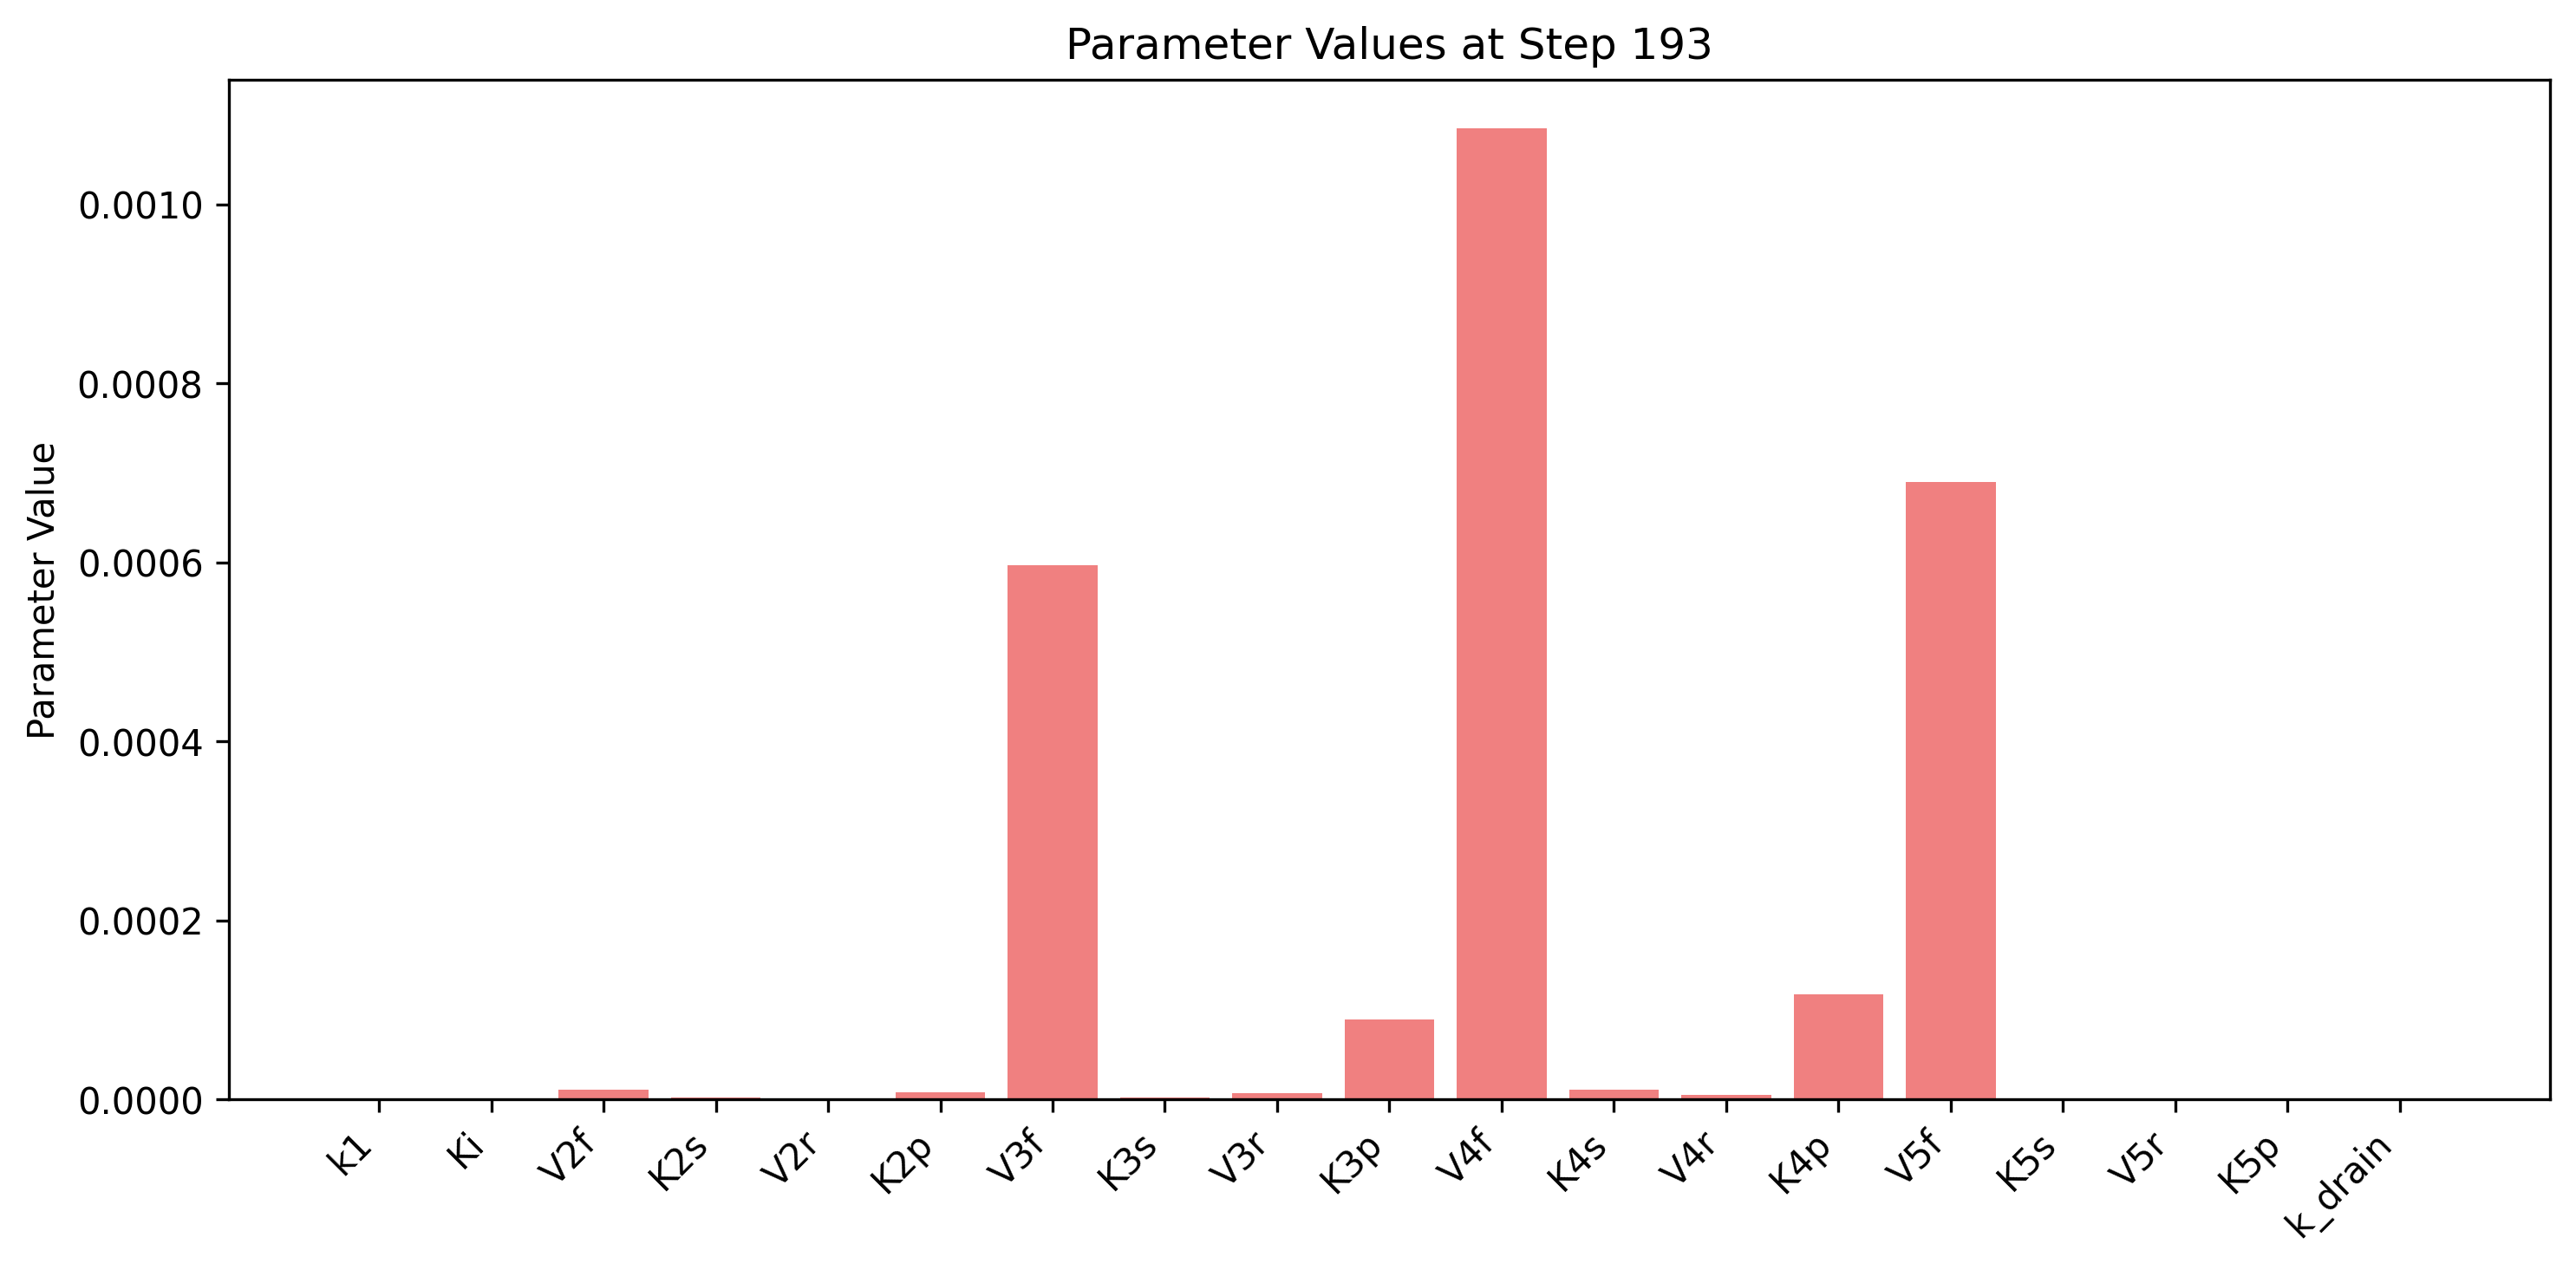 Parameter Values at Step 193
Parameter Value
0.0010
0.0008
0.0006
0.0004
0.0002
0.0000
k1
Ki
V2f
K2s
V2r
K2p
V3f
K3s
V3r
K3p
V4f
K4s
V4r
K4p
V5f
K5s
V5r
K5p
k_drain